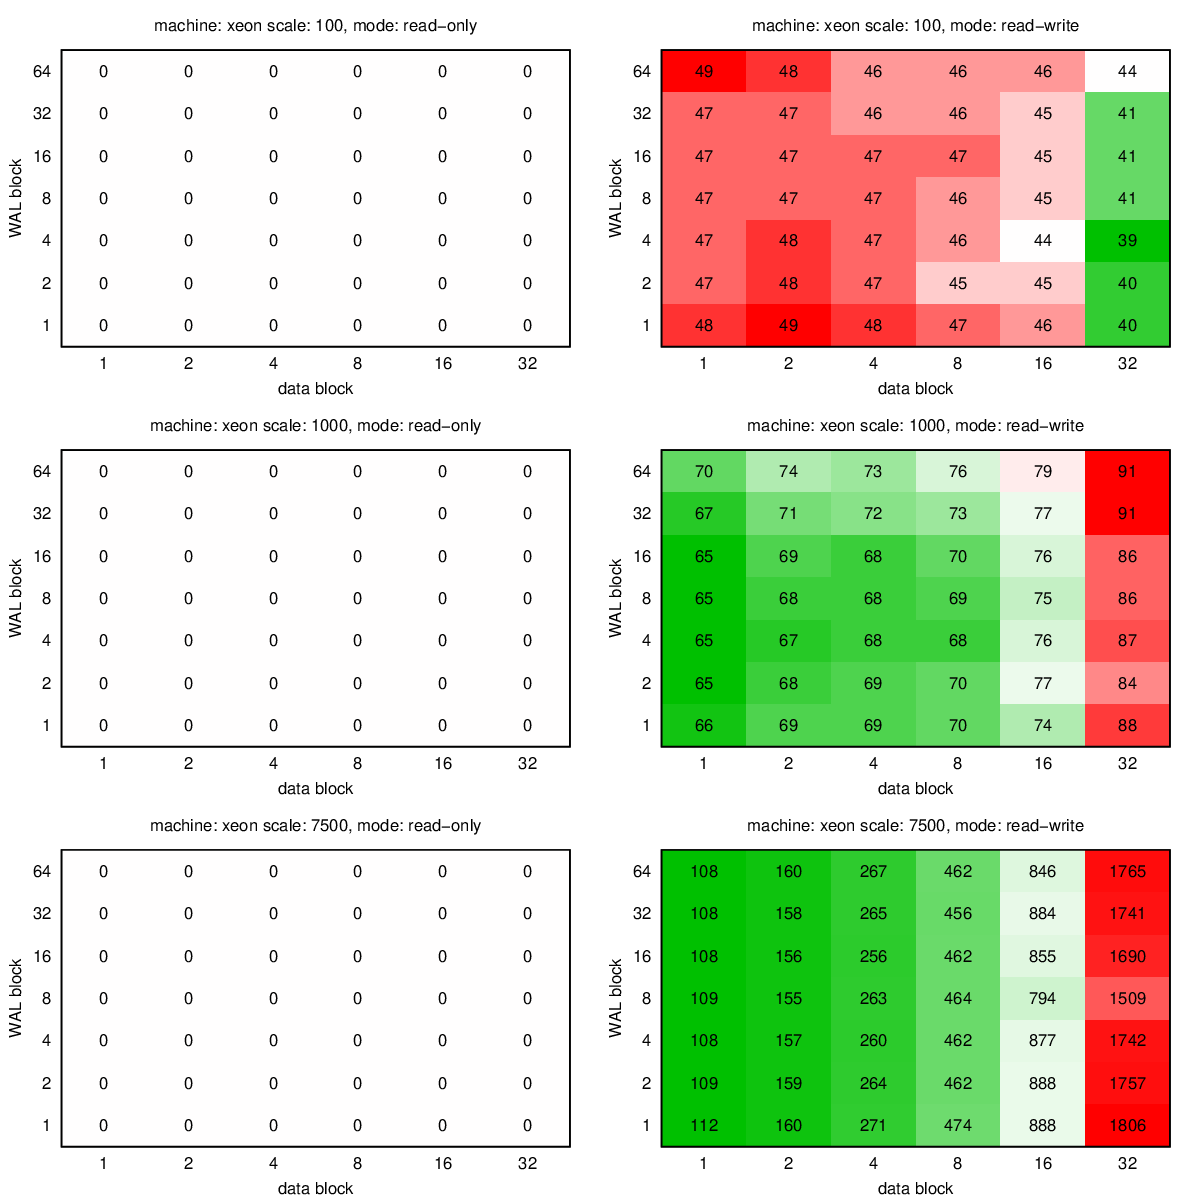 machine: xeon scale: 100, mode: read−only
64 0 0 0 0 0 0
32 0 0 0 0 0 0
16 0 0 0 0 0 0
8 0 0 0 0 0 0
4 0 0 0 0 0 0
2 0 0 0 0 0 0
1 0 0 0 0 0 0
WAL block
1 2 4 8 16 32
data block
machine: xeon scale: 100, mode: read−write
64 49 48 46 46 46 44
32 47 47 46 46 45 41
16 47 47 47 47 45 41
8 47 47 47 46 45 41
4 47 48 47 46 44 39
2 47 48 47 45 45 40
1 48 49 48 47 46 40
WAL block
1 2 4 8 16 32
data block
machine: xeon scale: 1000, mode: read−only
64 0 0 0 0 0 0
32 0 0 0 0 0 0
16 0 0 0 0 0 0
8 0 0 0 0 0 0
4 0 0 0 0 0 0
2 0 0 0 0 0 0
1 0 0 0 0 0 0
WAL block
1 2 4 8 16 32
data block
machine: xeon scale: 1000, mode: read−write
64 70 74 73 76 79 91
32 67 71 72 73 77 91
16 65 69 68 70 76 86
8 65 68 68 69 75 86
4 65 67 68 68 76 87
2 65 68 69 70 77 84
1 66 69 69 70 74 88
WAL block
1 2 4 8 16 32
data block
machine: xeon scale: 7500, mode: read−only
64 0 0 0 0 0 0
32 0 0 0 0 0 0
16 0 0 0 0 0 0
8 0 0 0 0 0 0
4 0 0 0 0 0 0
2 0 0 0 0 0 0
1 0 0 0 0 0 0
WAL block
1 2 4 8 16 32
data block
machine: xeon scale: 7500, mode: read−write
64 108 160 267 462 846 1765
32 108 158 265 456 884 1741
16 108 156 256 462 855 1690
8 109 155 263 464 794 1509
4 108 157 260 462 877 1742
2 109 159 264 462 888 1757
1 112 160 271 474 888 1806
WAL block
1 2 4 8 16 32
data block